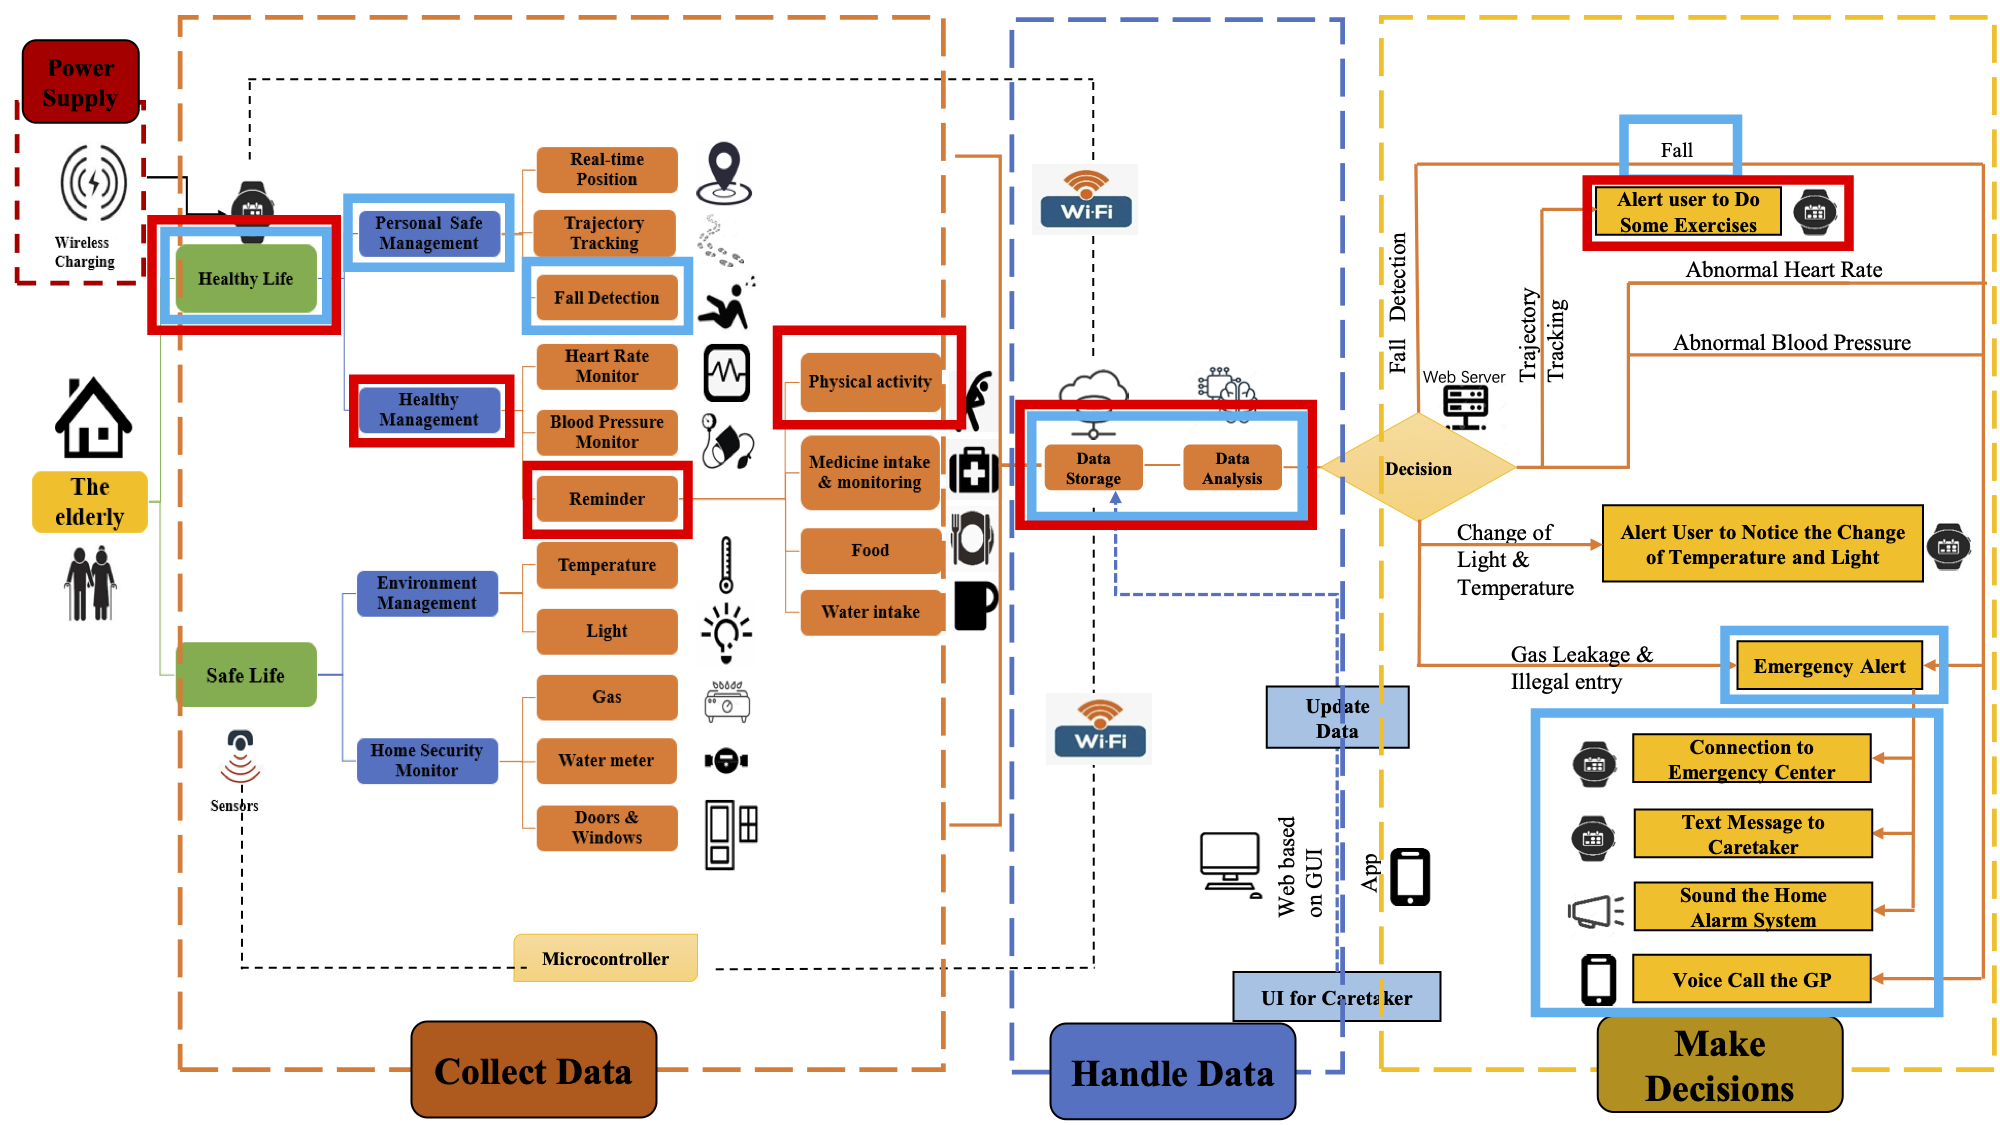 Power
Supply
Wireless
Charging
Healthy Life
The
elderly
Safe Life
Sensors
Personal Safe
Management
Healthy
Management
Environment
Management
Home Security
Monitor
Real-time
Position
Trajectory
Tracking
Fall Detection
Heart Rate
Monitor
Blood Pressure
Monitor
Reminder
Temperature
Light
Gas
Water meter
Doors &
Windows
Physical activity
Medicine intake
& monitoring
Food
Water intake
Microcontroller
Collect Data
Wi-Fi
Data
Storage
Data
Analysis
Wi-Fi
Update
Data
Web based
on GUI
App
UI for Caretaker
Handle Data
Fall
Alert user to Do
Some Exercises
Fall Detection
Trajectory
Tracking
Abnormal Heart Rate
Abnormal Blood Pressure
Web Server
Decision
Change of
Light &
Temperature
Alert User to Notice the Change
of Temperature and Light
Gas Leakage &
Illegal entry
Emergency Alert
Connection to
Emergency Center
Text Message to
Caretaker
Sound the Home
Alarm System
Voice Call the GP
Make
Decisions